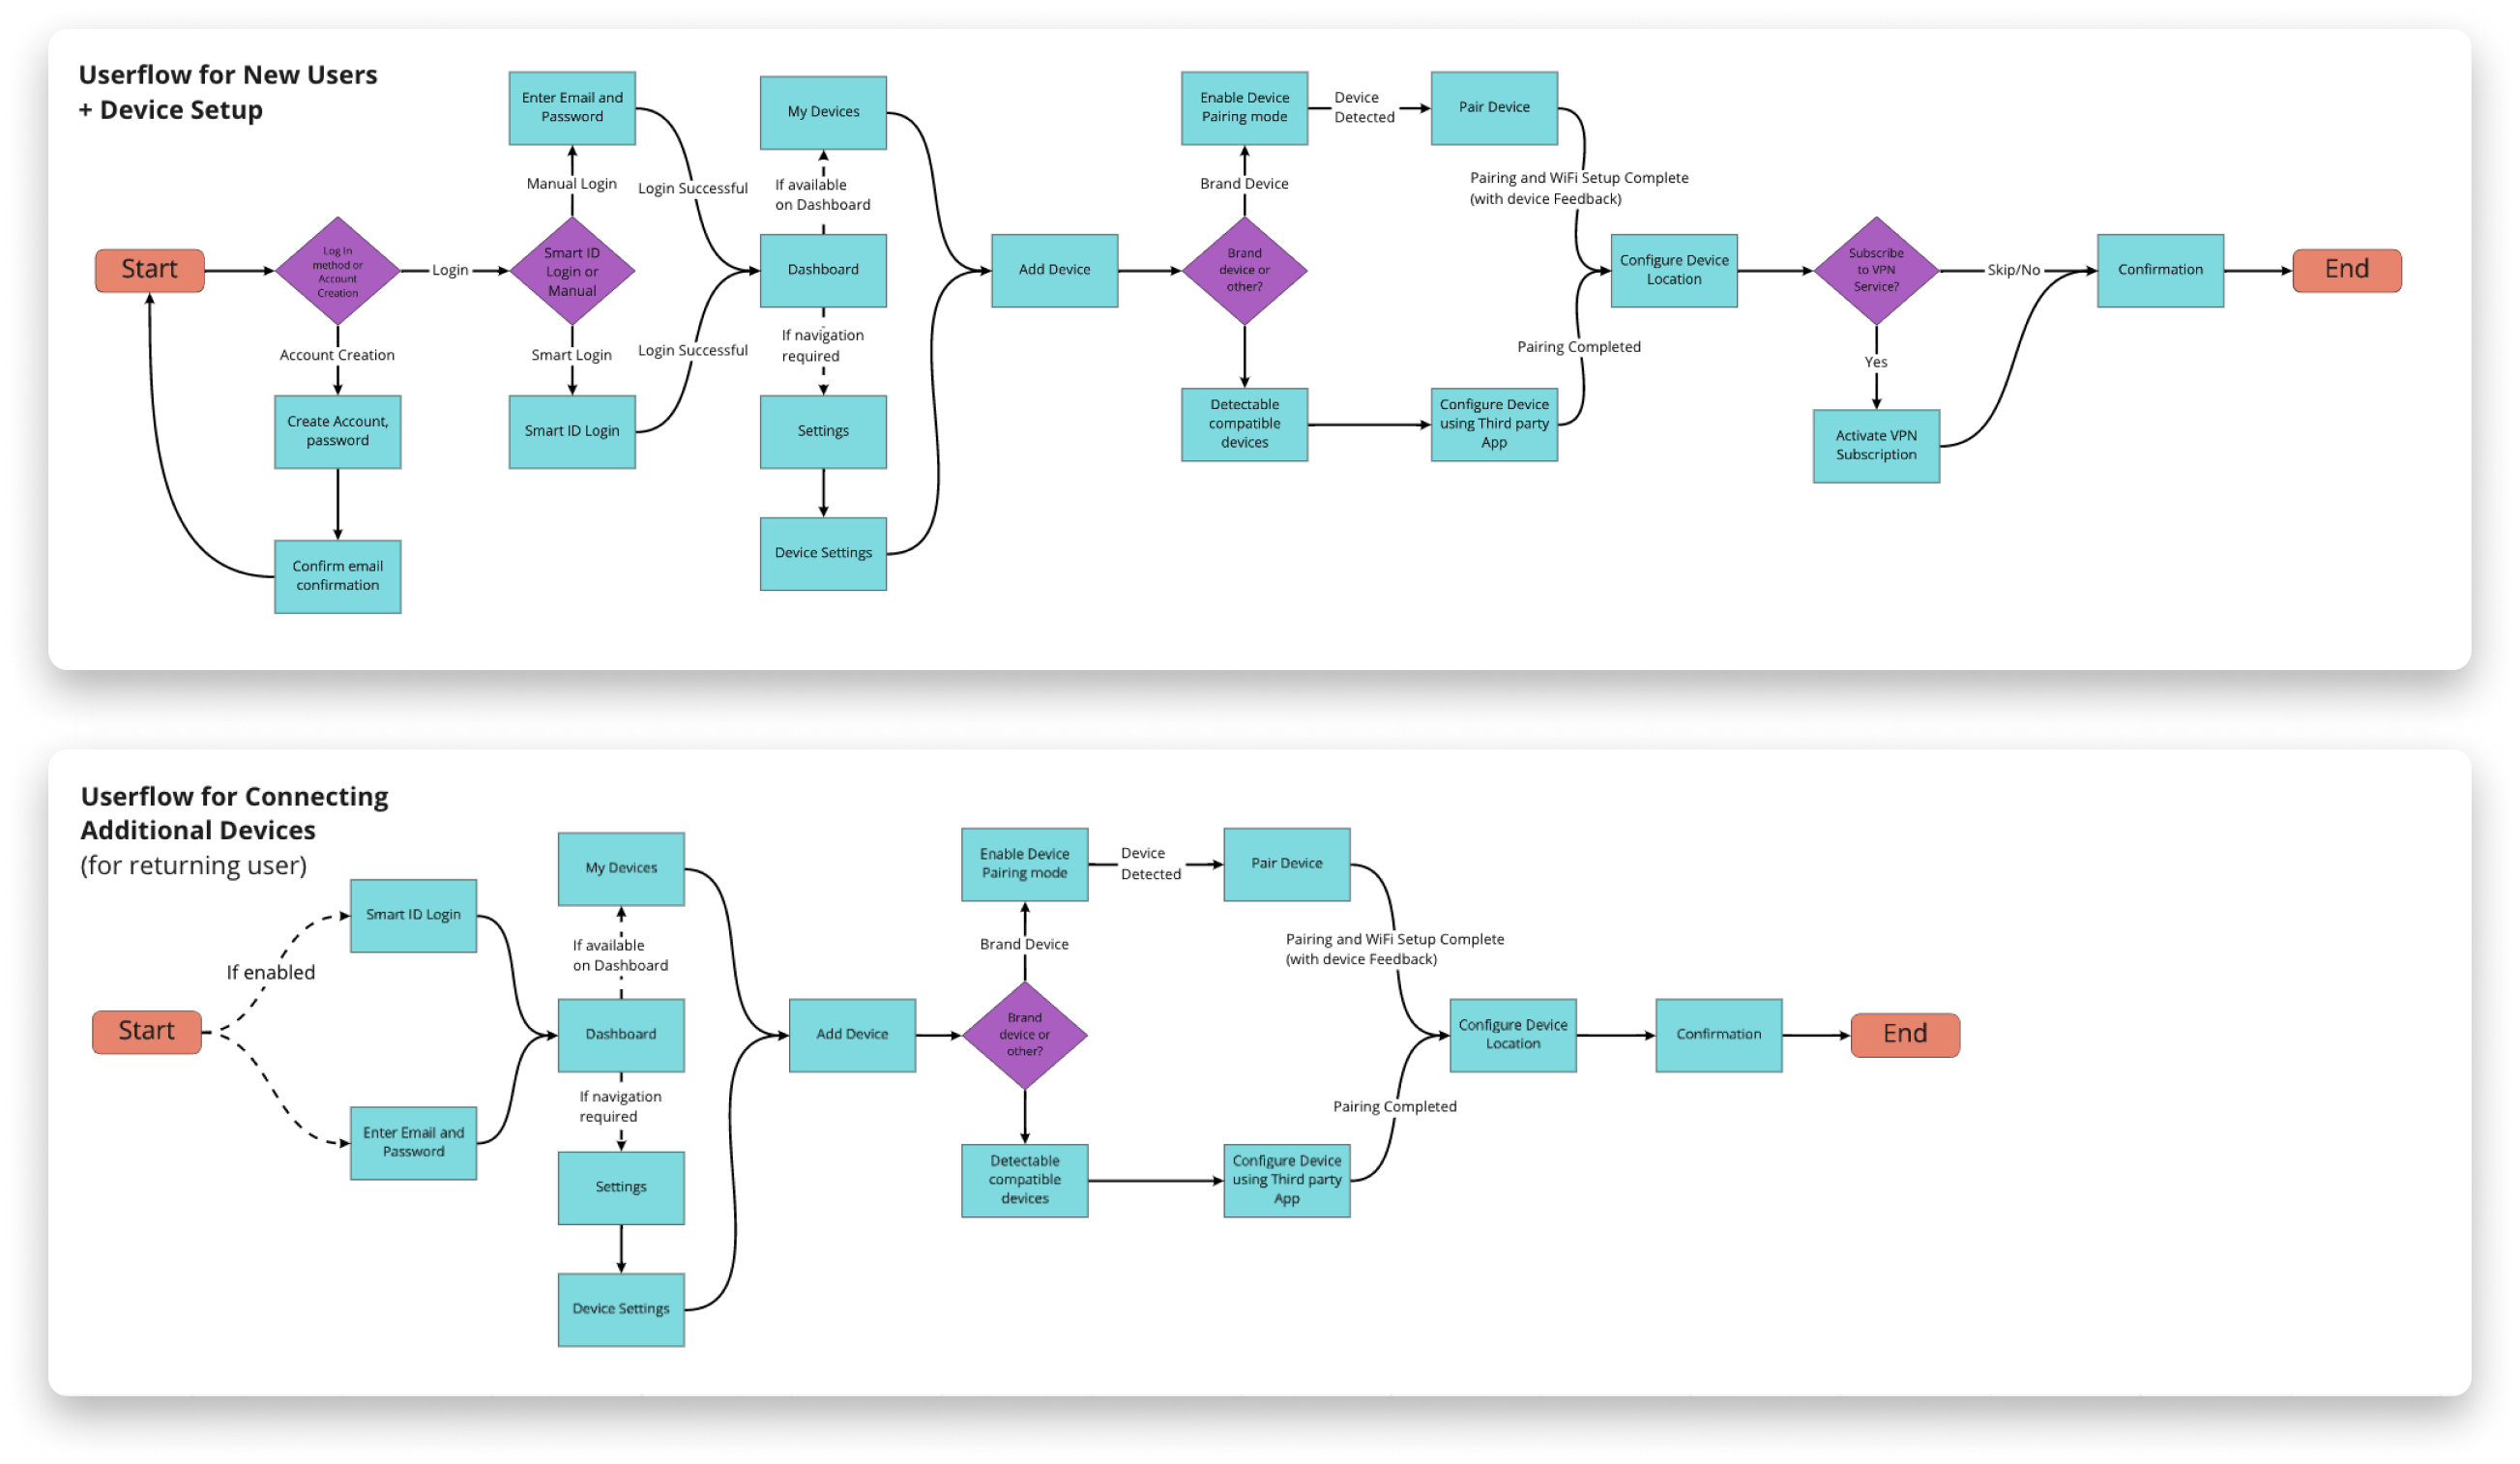 Userflow for New Users
+ Device Setup
Start
Log In
method or
Account
Creation
Login
Account Creation
Create Account,
password
Confirm email
confirmation
Smart ID
Login or
Manual
Manual Login
Enter Email and
Password
Smart Login
Smart ID Login
Login Successful
Login Successful
My Devices
If available
on Dashboard
Dashboard
If navigation
required
Settings
Device Settings
Add Device
Brand
device or
other?
Brand Device
Enable Device
Pairing mode
Device
Detected
Pair Device
Pairing and WiFi Setup Complete
(with device Feedback)
Detectable
compatible
devices
Configure Device
using Third party
App
Pairing Completed
Configure Device
Location
Subscribe
to VPN
Service?
Skip/No
Yes
Activate VPN
Subscription
Confirmation
End
Userflow for Connecting
Additional Devices
(for returning user)
Start
If enabled
Smart ID Login
Enter Email and
Password
My Devices
If available
on Dashboard
Dashboard
If navigation
required
Settings
Device Settings
Add Device
Brand
device or
other?
Brand Device
Enable Device
Pairing mode
Device
Detected
Pair Device
Pairing and WiFi Setup Complete
(with device Feedback)
Detectable
compatible
devices
Configure Device
using Third party
App
Pairing Completed
Configure Device
Location
Confirmation
End